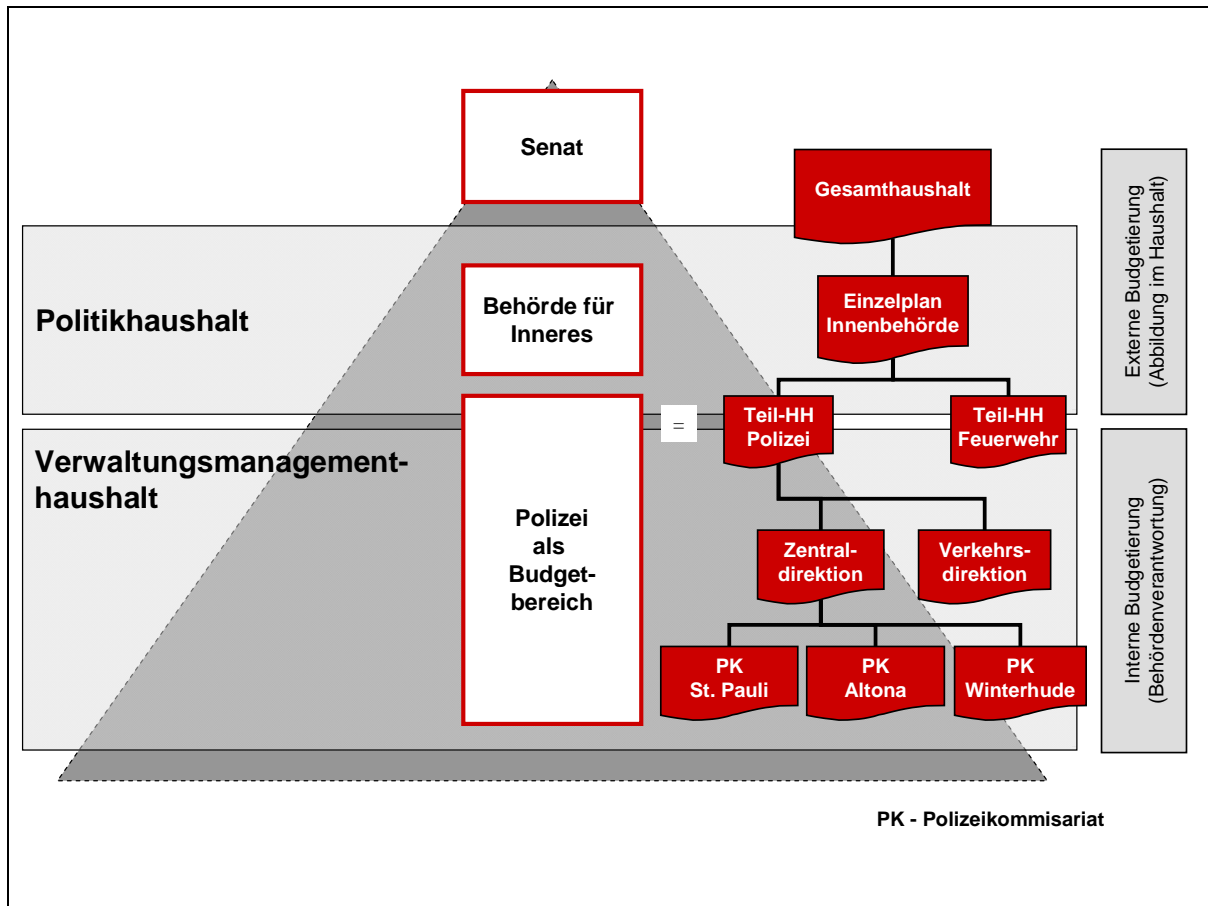 Senat
Gesamthaushalt
Politikhaushalt
Behörde für
Inneres
Einzelplan
Innenbehörde
Externe Budgetierung
(Abbildung im Haushalt)
=
Teil-HH
Polizei
Teil-HH
Feuerwehr
Verwaltungsmanagement-
haushalt
Polizei
als
Budget-
bereich
Zentral-
direktion
Verkehrs-
direktion
Interne Budgetierung
(Behördenverantwortung)
PK
St. Pauli
PK
Altona
PK
Winterhude
PK - Polizeikommisariat